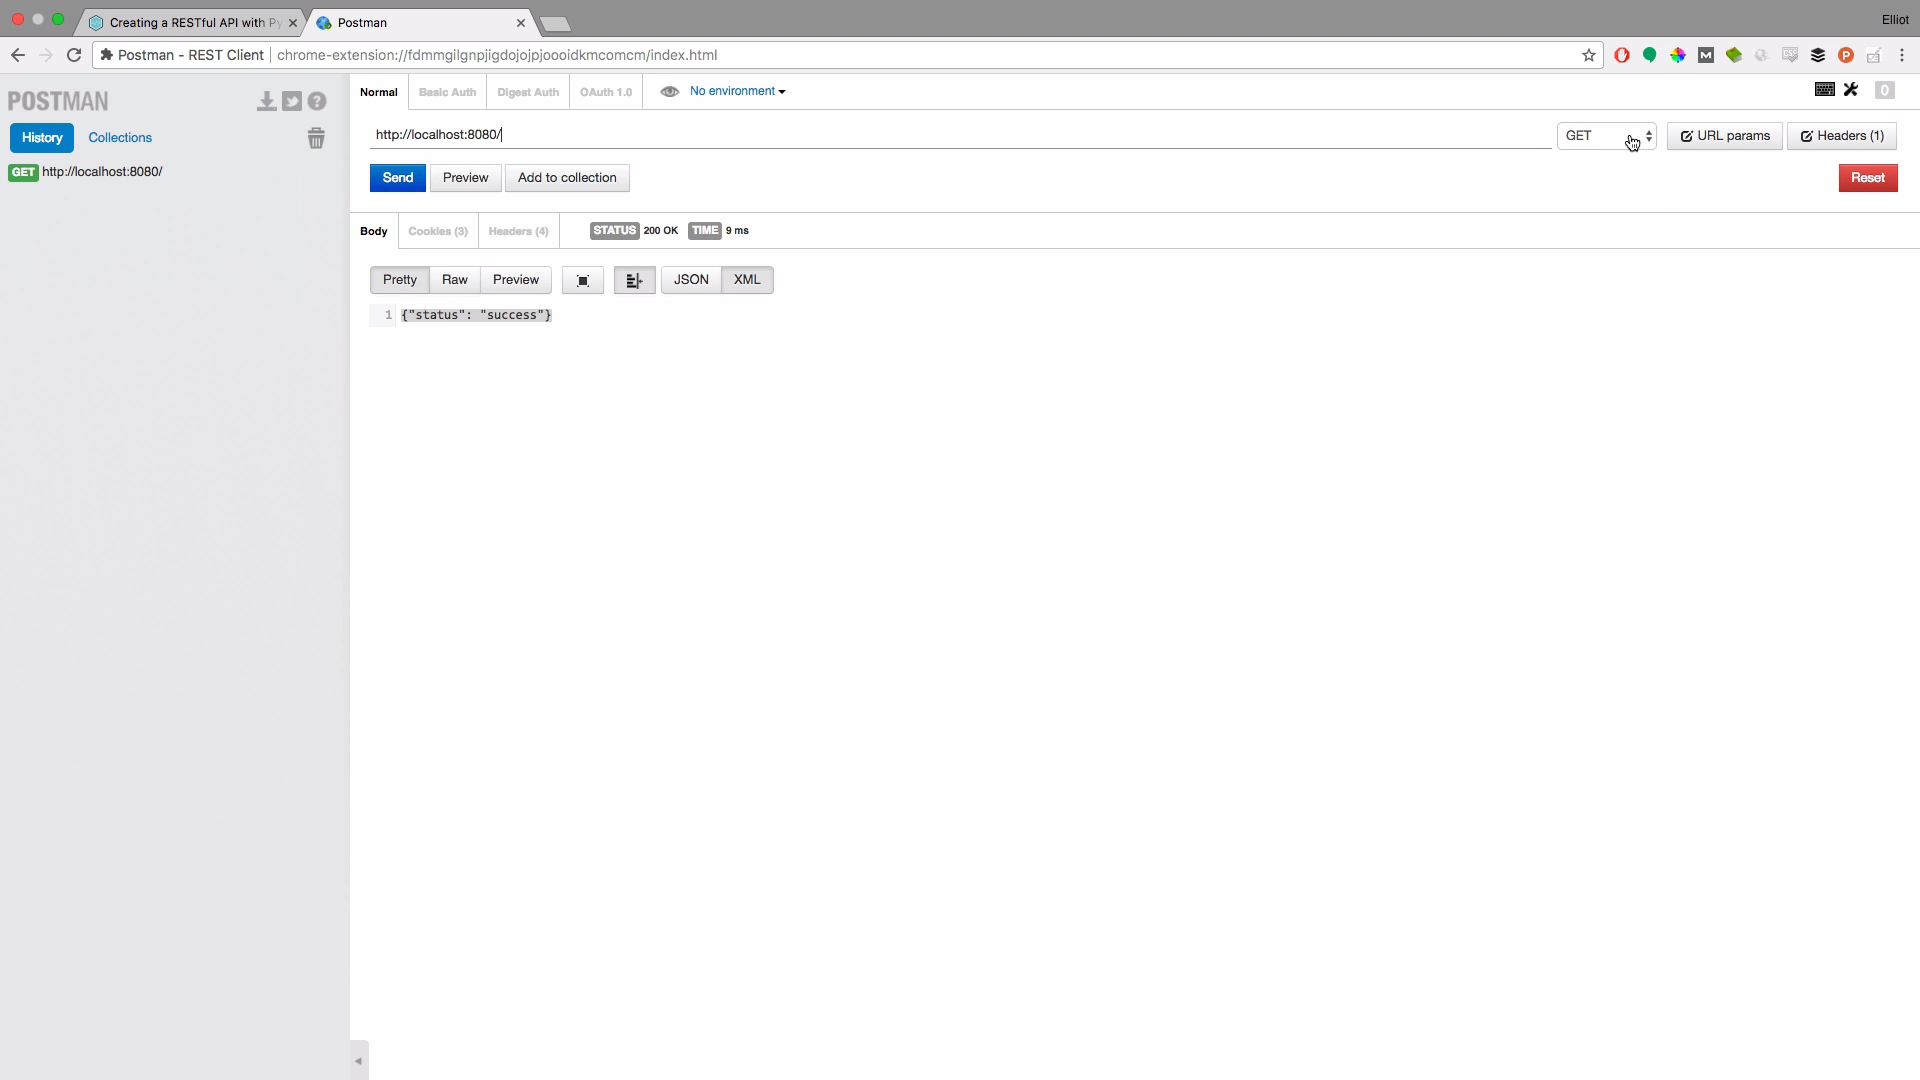 Creating a RESTful API with Py
Postman
Elliot
Postman - REST Client
chrome-extension://fdmmgilgnpjigdojojpjoooidkmcomcm/index.html
POSTMAN
Normal
Basic Auth
Digest Auth
OAuth 1.0
No environment
0
History
Collections
http://localhost:8080/
GET
URL params
Headers (1)
GET http://localhost:8080/
Send
Preview
Add to collection
Reset
Body
Cookies (3)
Headers (4)
STATUS 200 OK
TIME 9 ms
Pretty
Raw
Preview
JSON
XML
1 {"status": "success"}